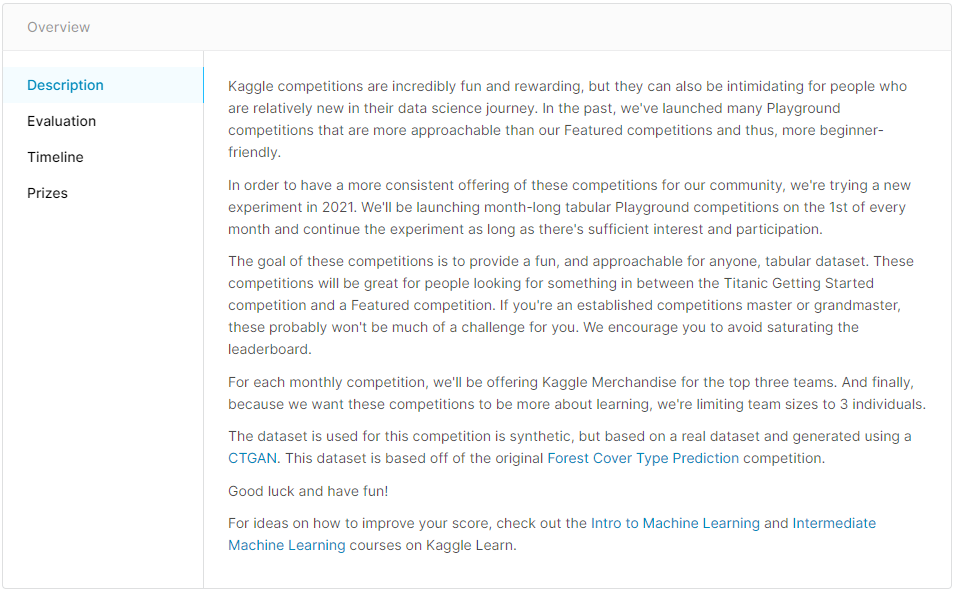 Overview
Description
Evaluation
Timeline
Prizes
Kaggle competitions are incredibly fun and rewarding, but they can also be intimidating for people who
are relatively new in their data science journey. In the past, we've launched many Playground
competitions that are more approachable than our Featured competitions and thus, more beginner-
friendly.
In order to have a more consistent offering of these competitions for our community, we're trying a new
experiment in 2021. We'll be launching month-long tabular Playground competitions on the 1st of every
month and continue the experiment as long as there's sufficient interest and participation.
The goal of these competitions is to provide a fun, and approachable for anyone, tabular dataset. These
competitions will be great for people looking for something in between the Titanic Getting Started
competition and a Featured competition. If you're an established competitions master or grandmaster,
these probably won't be much of a challenge for you. We encourage you to avoid saturating the
leaderboard.
For each monthly competition, we'll be offering Kaggle Merchandise for the top three teams. And finally,
because we want these competitions to be more about learning, we're limiting team sizes to 3 individuals.
The dataset is used for this competition is synthetic, but based on a real dataset and generated using a
CTGAN. This dataset is based off of the original Forest Cover Type Prediction competition.
Good luck and have fun!
For ideas on how to improve your score, check out the Intro to Machine Learning and Intermediate
Machine Learning courses on Kaggle Learn.